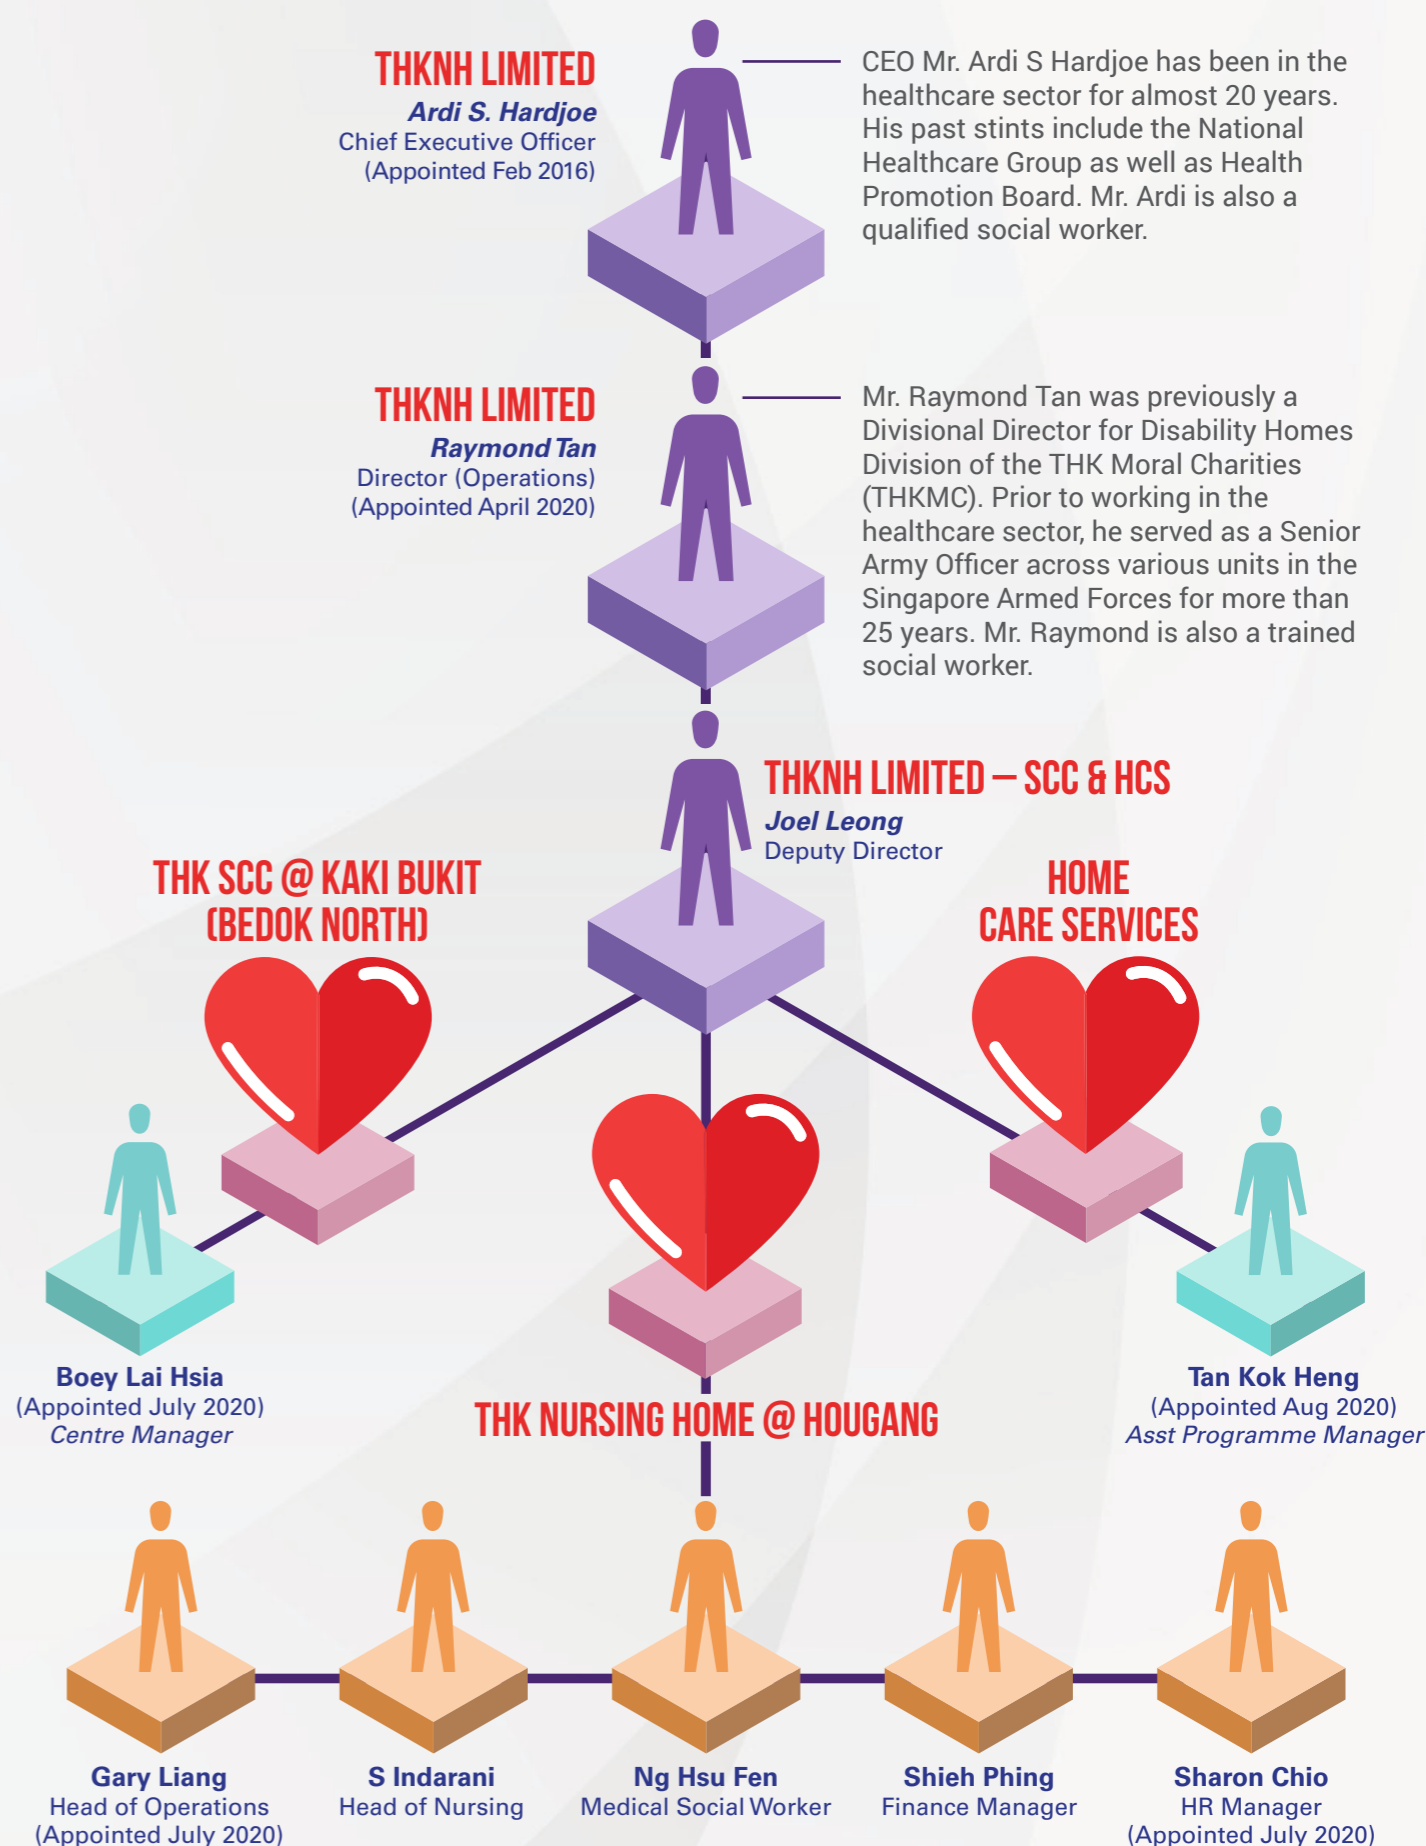 THKNH LIMITED
Ardi S. Hardjoe
Chief Executive Officer
(Appointed Feb 2016)
CEO Mr. Ardi S Hardjoe has been in the
healthcare sector for almost 20 years.
His past stints include the National
Healthcare Group as well as Health
Promotion Board. Mr. Ardi is also a
qualified social worker.
THKNH LIMITED
Raymond Tan
Director (Operations)
(Appointed April 2020)
Mr. Raymond Tan was previously a
Divisional Director for Disability Homes
Division of the THK Moral Charities
(THKMC). Prior to working in the
healthcare sector, he served as a Senior
Army Officer across various units in the
Singapore Armed Forces for more than
25 years. Mr. Raymond is also a trained
social worker.
THKNH LIMITED – SCC & HCS
Joel Leong
Deputy Director
THK SCC @ KAKI BUKIT
(BEDOK NORTH)
HOME
CARE SERVICES
Boey Lai Hsia
(Appointed July 2020)
Centre Manager
Tan Kok Heng
(Appointed Aug 2020)
Asst Programme Manager
THK NURSING HOME @ HOUGANG
Gary Liang
Head of Operations
(Appointed July 2020)
S Indarani
Head of Nursing
Ng Hsu Fen
Medical Social Worker
Shieh Phing
Finance Manager
Sharon Chio
HR Manager
(Appointed July 2020)